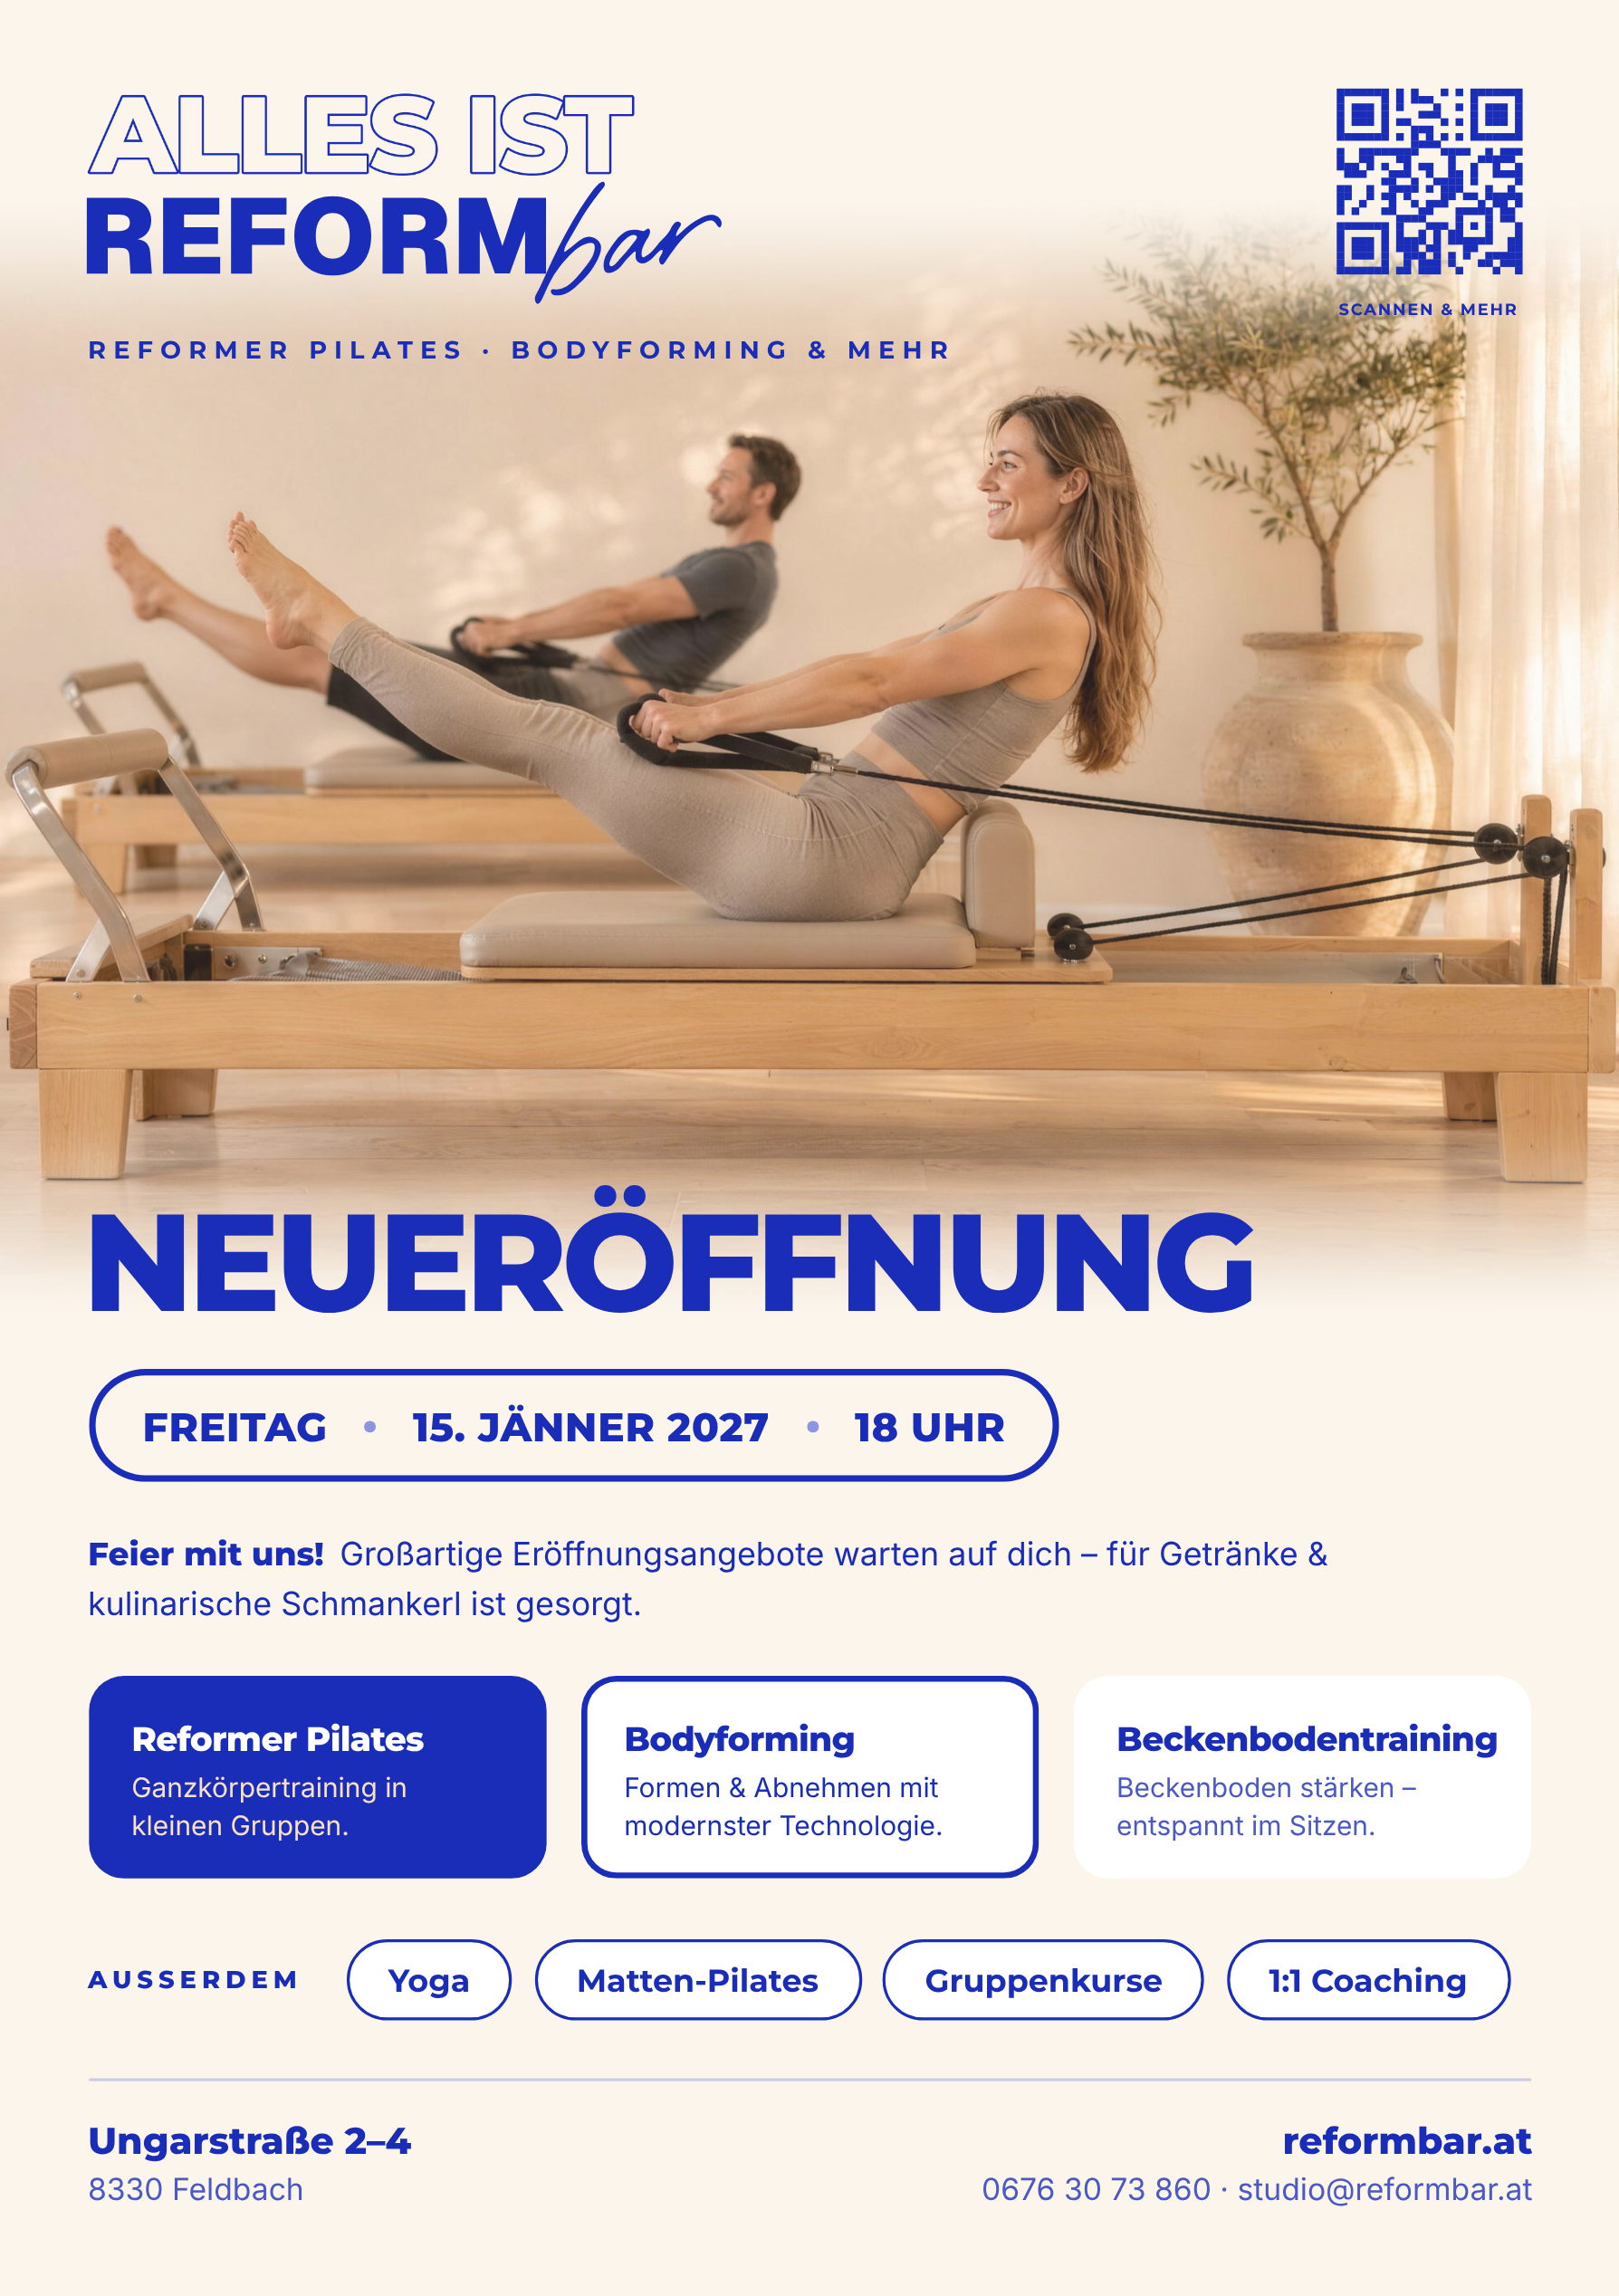 ALLES IST
REFORMbar
SCANNEN & MEHR
REFORMER PILATES · BODYFORMING & MEHR
NEUERÖFFNUNG
FREITAG • 15. JÄNNER 2027 • 18 UHR
Feier mit uns! Großartige Eröffnungsangebote warten auf dich – für Getränke &
kulinarische Schmankerl ist gesorgt.
Reformer Pilates
Ganzkörpertraining in
kleinen Gruppen.
Bodyforming
Formen & Abnehmen mit
modernster Technologie.
Beckenbodentraining
Beckenboden stärken –
entspannt im Sitzen.
AUSSERDEM Yoga Matten-Pilates Gruppenkurse 1:1 Coaching
Ungarstraße 2–4
8330 Feldbach
reformbar.at
0676 30 73 860 · studio@reformbar.at